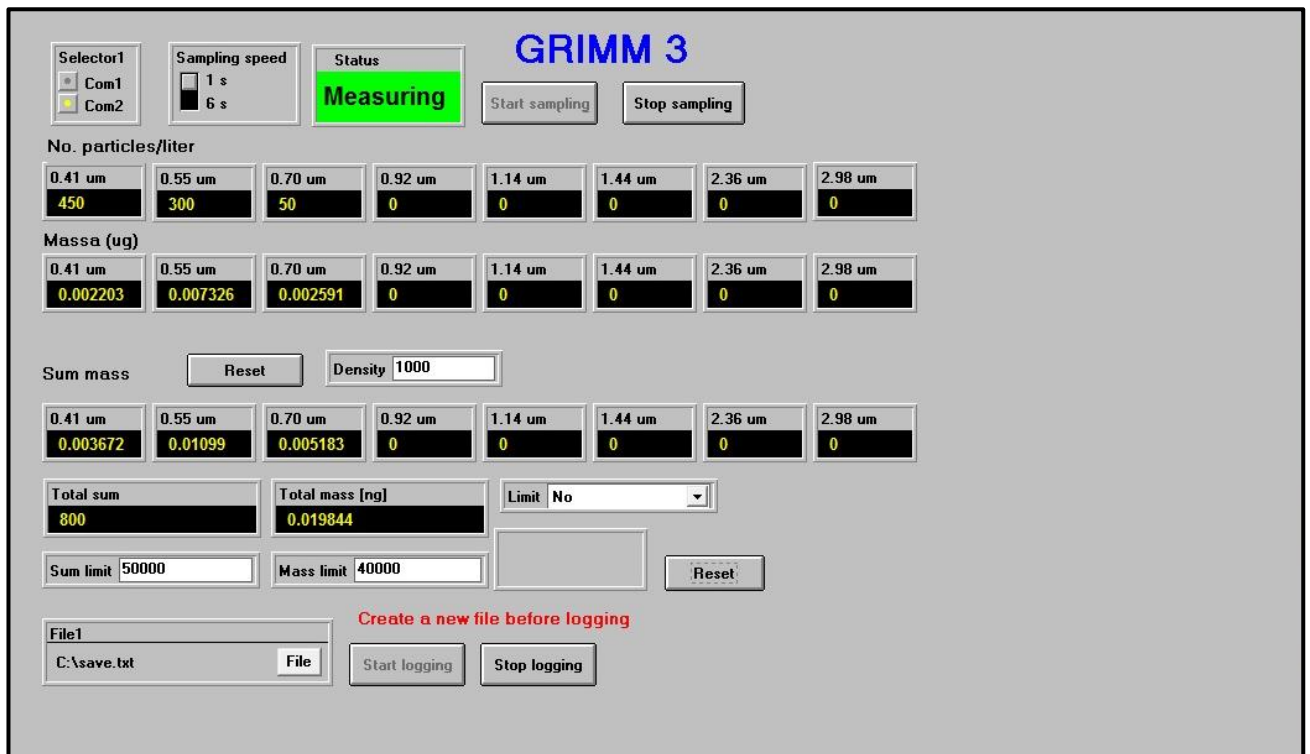 GRIMM 3
Selector1
Com1
Com2
Sampling speed
1 s
6 s
Status
Measuring
Start sampling
Stop sampling
No. particles/liter
0.41 um 0.55 um 0.70 um 0.92 um 1.14 um 1.44 um 2.36 um 2.98 um
450 300 50 0 0 0 0 0
Massa (ug)
0.41 um 0.55 um 0.70 um 0.92 um 1.14 um 1.44 um 2.36 um 2.98 um
0.002203 0.007326 0.002591 0 0 0 0 0
Sum mass
Reset
Density 1000
0.41 um 0.55 um 0.70 um 0.92 um 1.14 um 1.44 um 2.36 um 2.98 um
0.003672 0.01099 0.005183 0 0 0 0 0
Total sum
800
Total mass [ng]
0.019844
Limit No
Sum limit 50000
Mass limit 40000
Reset
Create a new file before logging
File1
C:\save.txt
File
Start logging
Stop logging